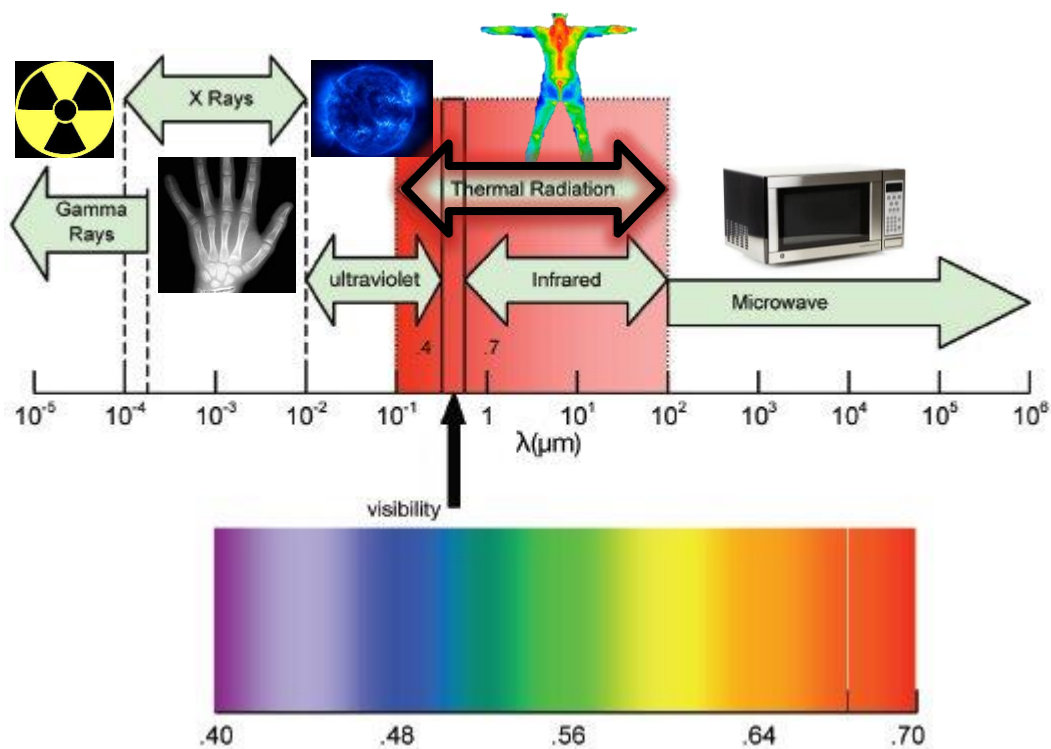 X Rays
Thermal Radiation
Gamma
Rays
ultraviolet
Infrared
Microwave
.4
.7
10⁻⁵ 10⁻⁴ 10⁻³ 10⁻² 10⁻¹ 1 10¹ 10² 10³ 10⁴ 10⁵ 10⁶
λ(μm)
visibility
.40 .48 .56 .64 .70